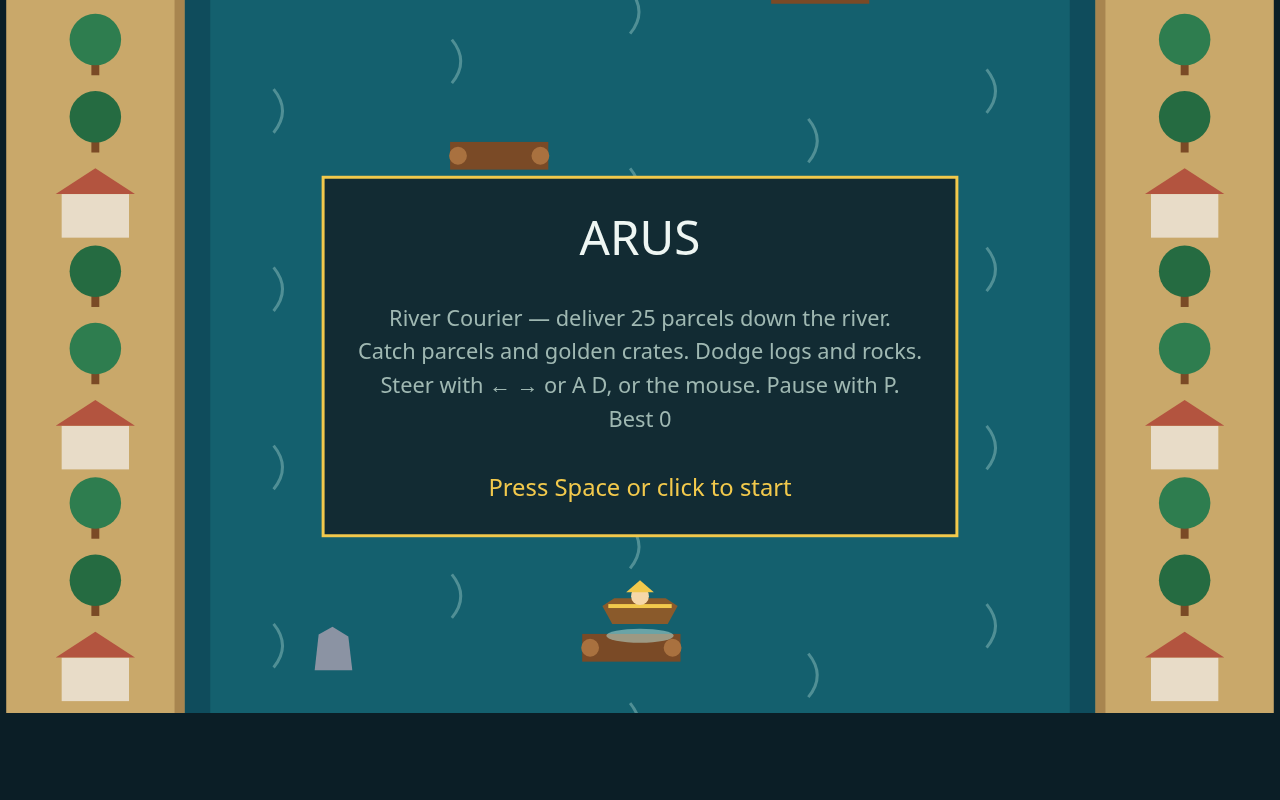 ARUS
River Courier — deliver 25 parcels down the river.
Catch parcels and golden crates. Dodge logs and rocks.
Steer with ← → or A D, or the mouse. Pause with P.
Best 0
Press Space or click to start